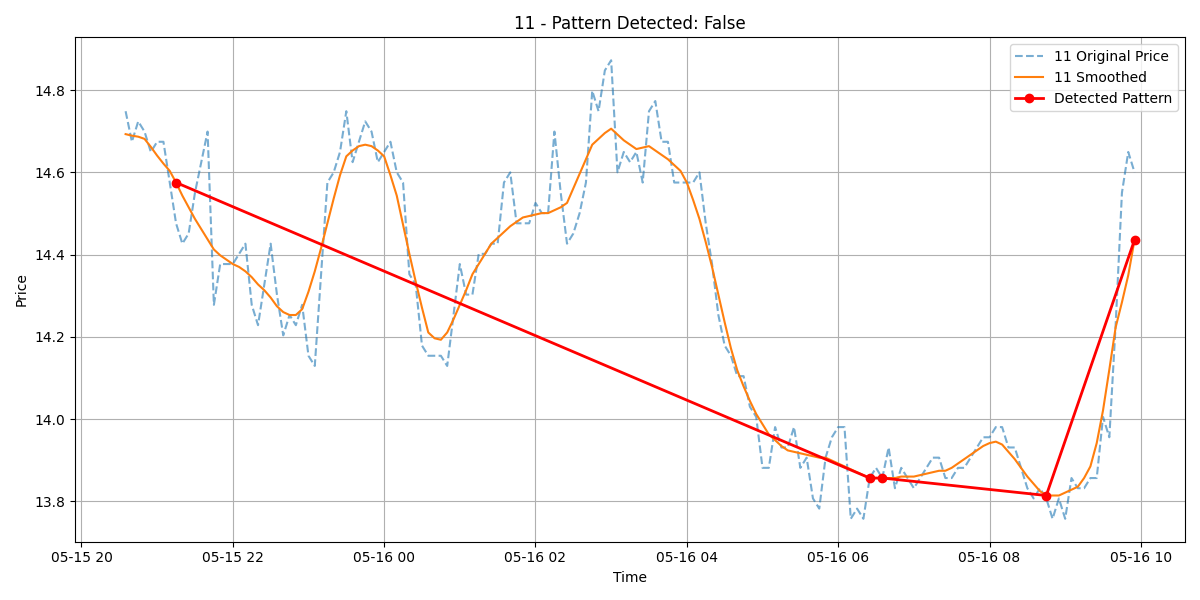 11 - Pattern Detected: False
11 Original Price
11 Smoothed
Detected Pattern
Price
14.8
14.6
14.4
14.2
14.0
13.8
05-15 20
05-15 22
05-16 00
05-16 02
05-16 04
05-16 06
05-16 08
05-16 10
Time